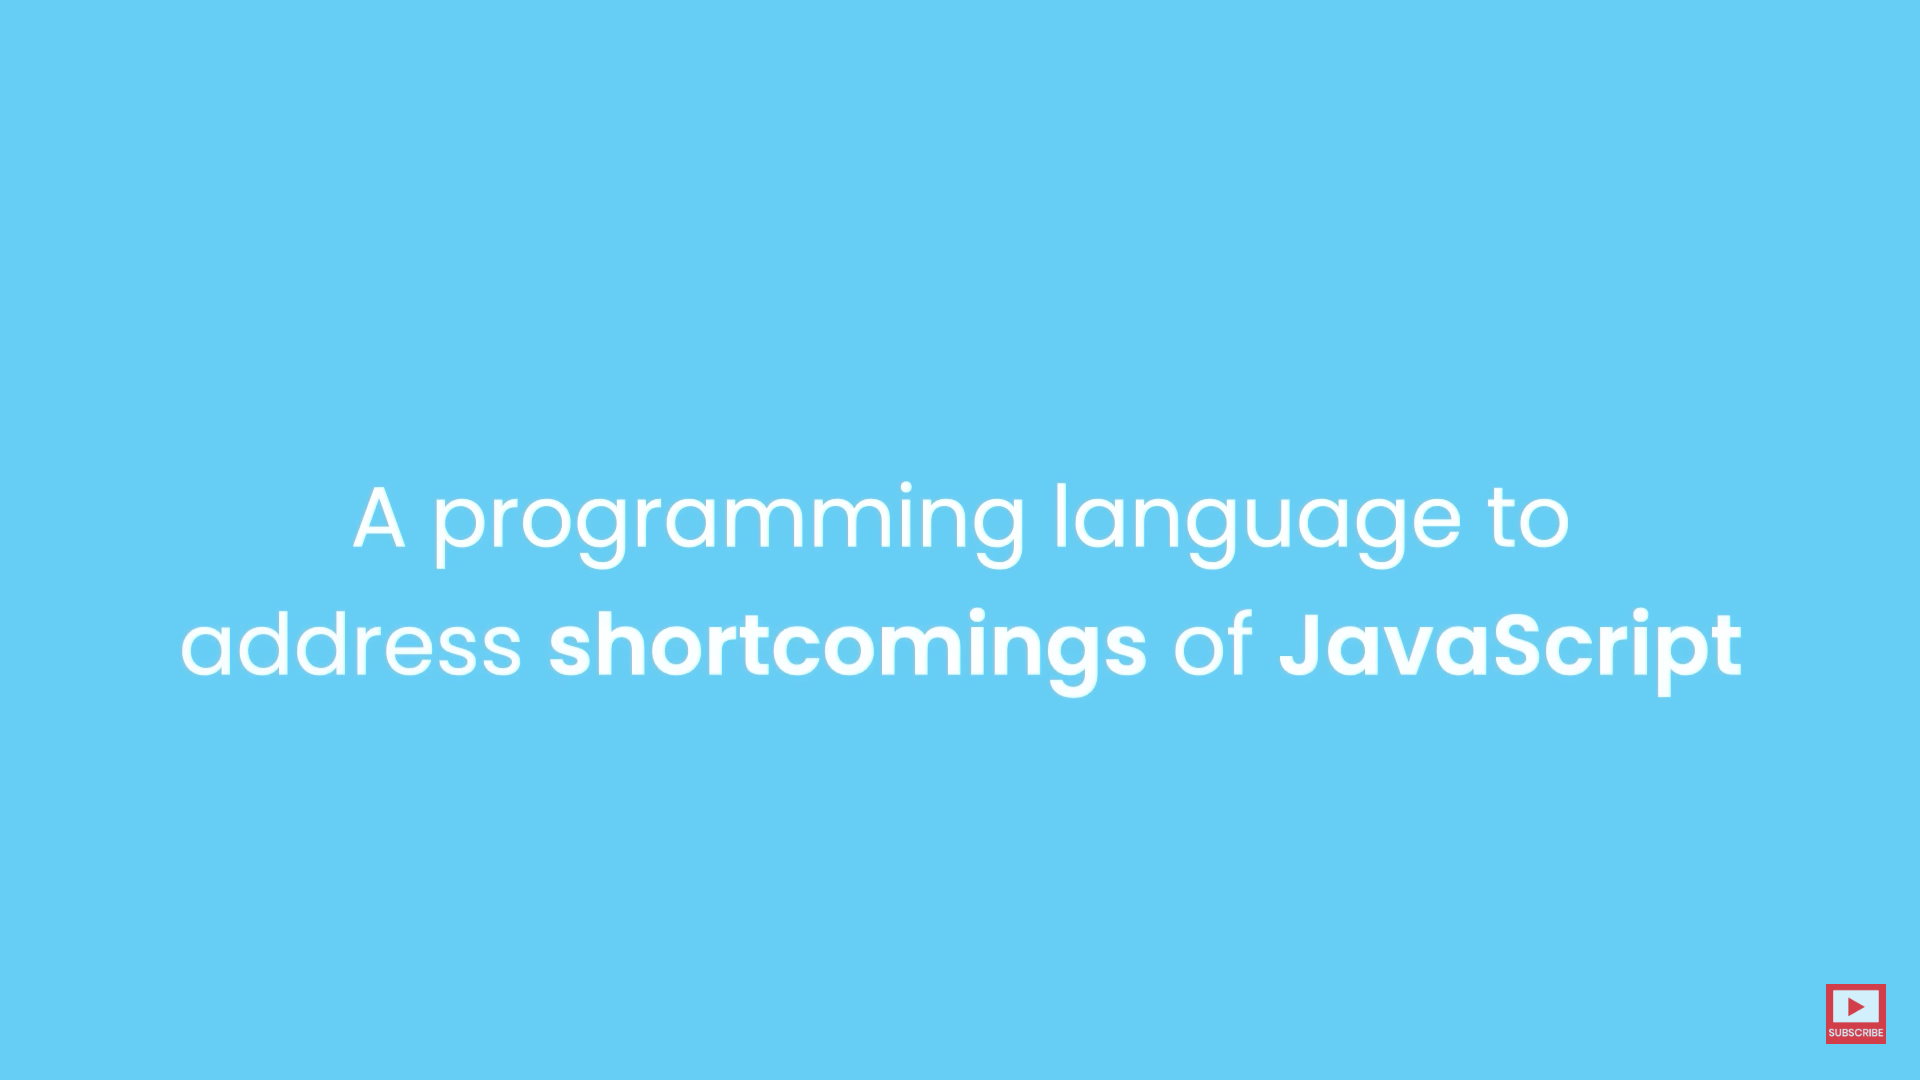 A programming language to
address shortcomings of JavaScript
SUBSCRIBE